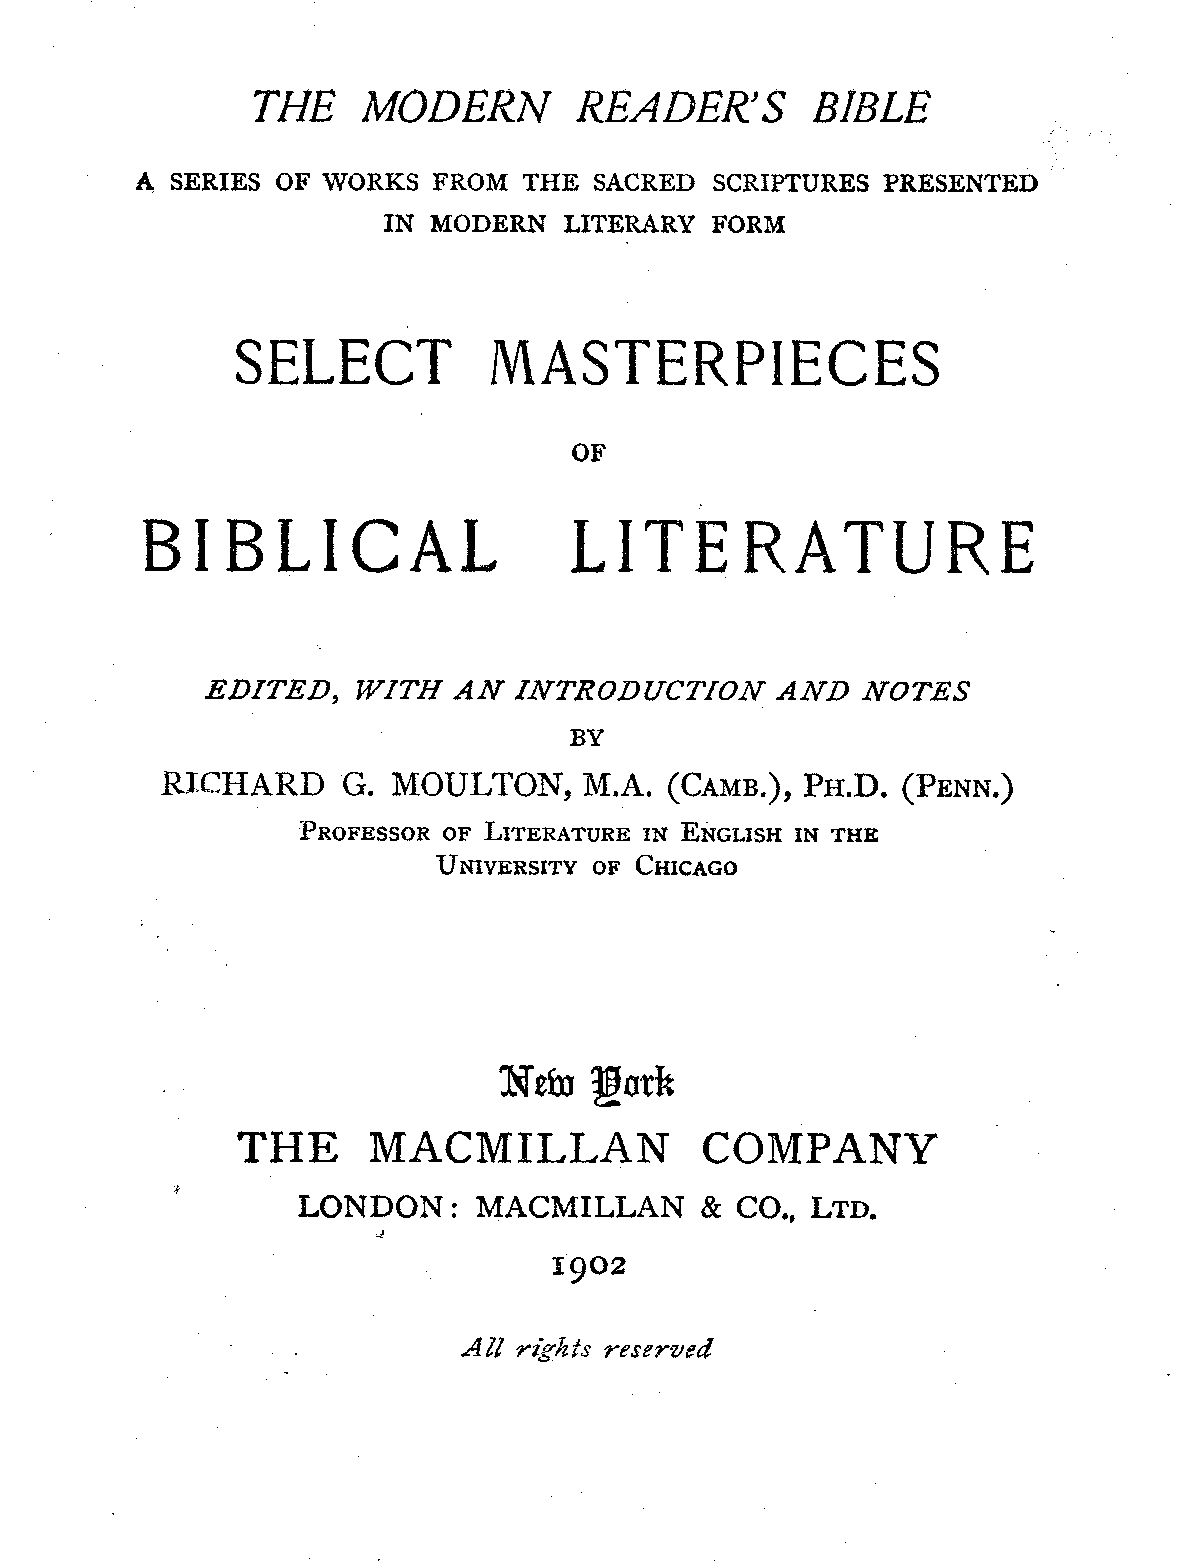 THE MODERN READER'S BIBLE
A SERIES OF WORKS FROM THE SACRED SCRIPTURES PRESENTED
IN MODERN LITERARY FORM
SELECT MASTERPIECES
OF
BIBLICAL LITERATURE
EDITED, WITH AN INTRODUCTION AND NOTES
BY
RICHARD G. MOULTON, M.A. (CAMB.), PH.D. (PENN.)
PROFESSOR OF LITERATURE IN ENGLISH IN THE
UNIVERSITY OF CHICAGO
New York
THE MACMILLAN COMPANY
LONDON: MACMILLAN & CO., LTD.
1902
All rights reserved